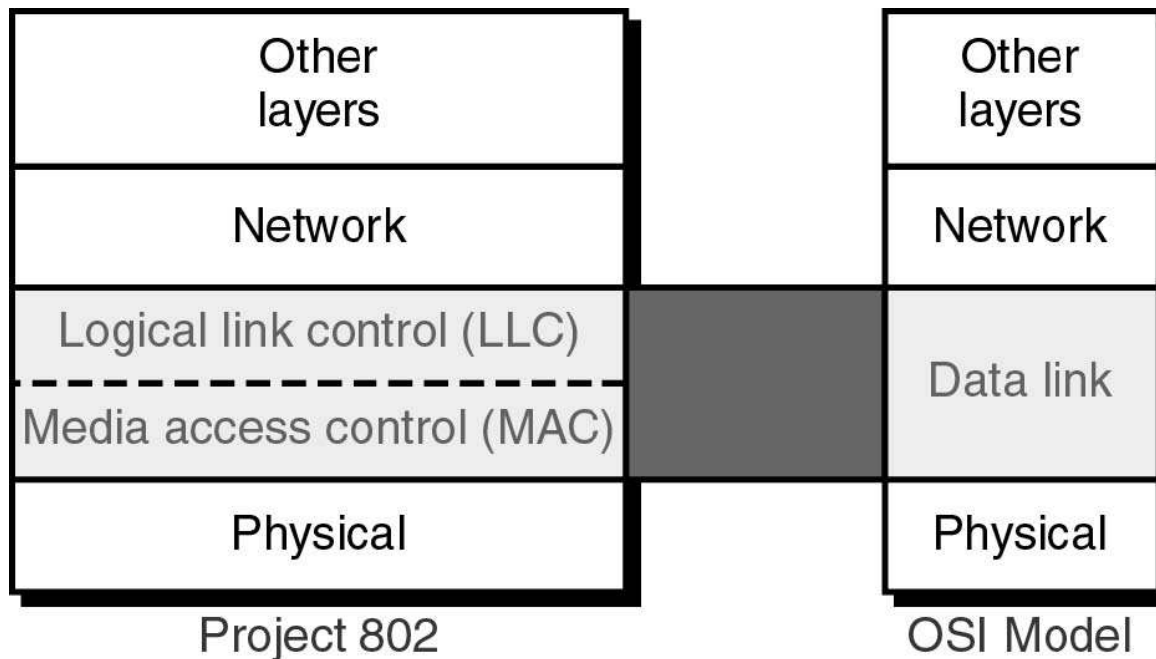 Other
layers
Network
Logical link control (LLC)
Media access control (MAC)
Physical
Project 802
Other
layers
Network
Data link
Physical
OSI Model